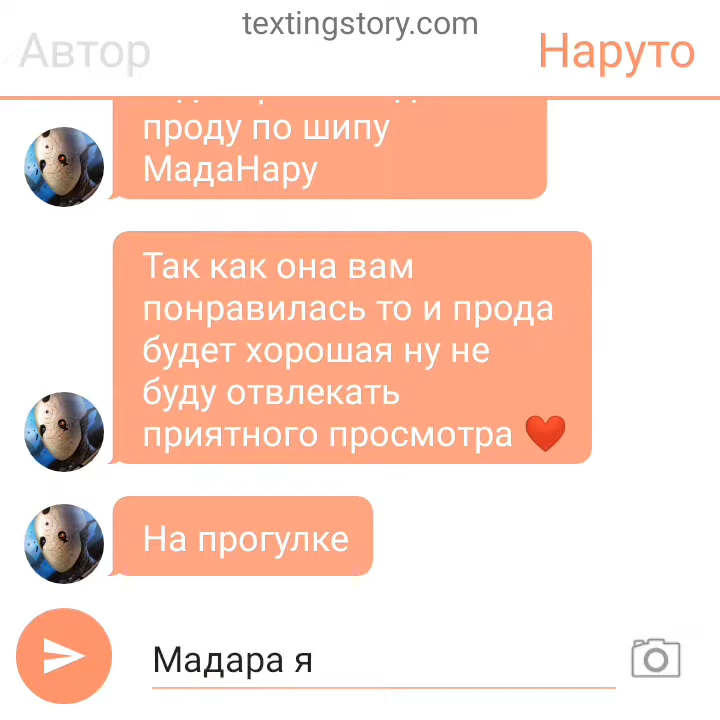 textingstory.com
Автор
Наруто
проду по шипу
МадаНару
Так как она вам
понравилась то и прода
будет хорошая ну не
буду отвлекать
приятного просмотра ❤️
На прогулке
Мадара я